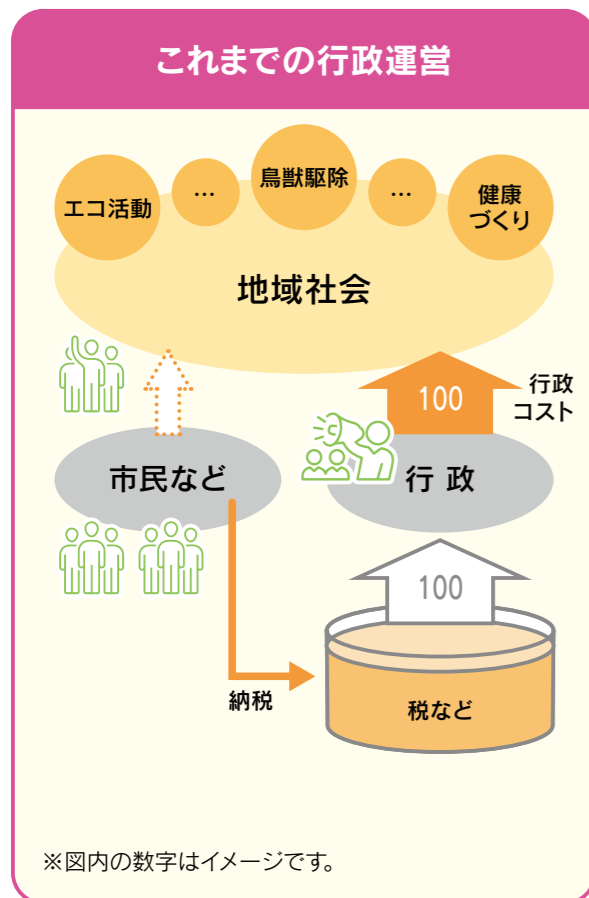 これまでの行政運営
エコ活動
…
鳥獣駆除
…
健康
づくり
地域社会
100
行政
コスト
市民など
行政
100
納税
税など
※図内の数字はイメージです。